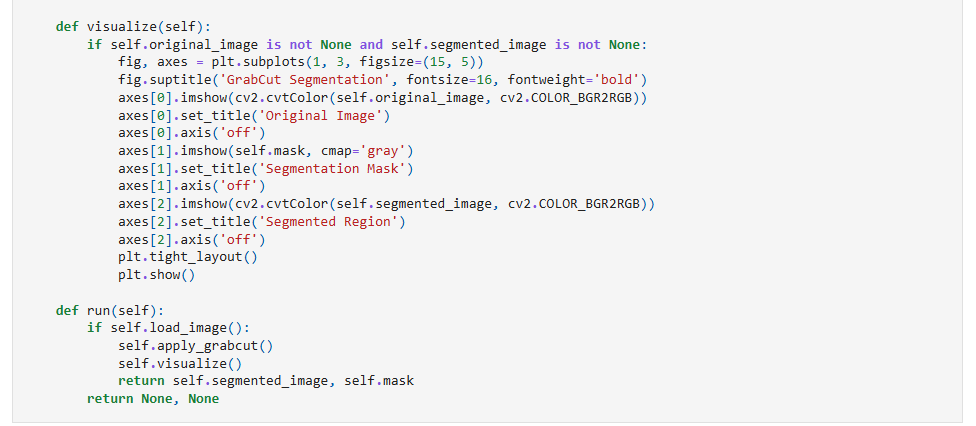 def visualize(self):
    if self.original_image is not None and self.segmented_image is not None:
        fig, axes = plt.subplots(1, 3, figsize=(15, 5))
        fig.suptitle('GrabCut Segmentation', fontsize=16, fontweight='bold')
        axes[0].imshow(cv2.cvtColor(self.original_image, cv2.COLOR_BGR2RGB))
        axes[0].set_title('Original Image')
        axes[0].axis('off')
        axes[1].imshow(self.mask, cmap='gray')
        axes[1].set_title('Segmentation Mask')
        axes[1].axis('off')
        axes[2].imshow(cv2.cvtColor(self.segmented_image, cv2.COLOR_BGR2RGB))
        axes[2].set_title('Segmented Region')
        axes[2].axis('off')
        plt.tight_layout()
        plt.show()

def run(self):
    if self.load_image():
        self.apply_grabcut()
        self.visualize()
        return self.segmented_image, self.mask
    return None, None